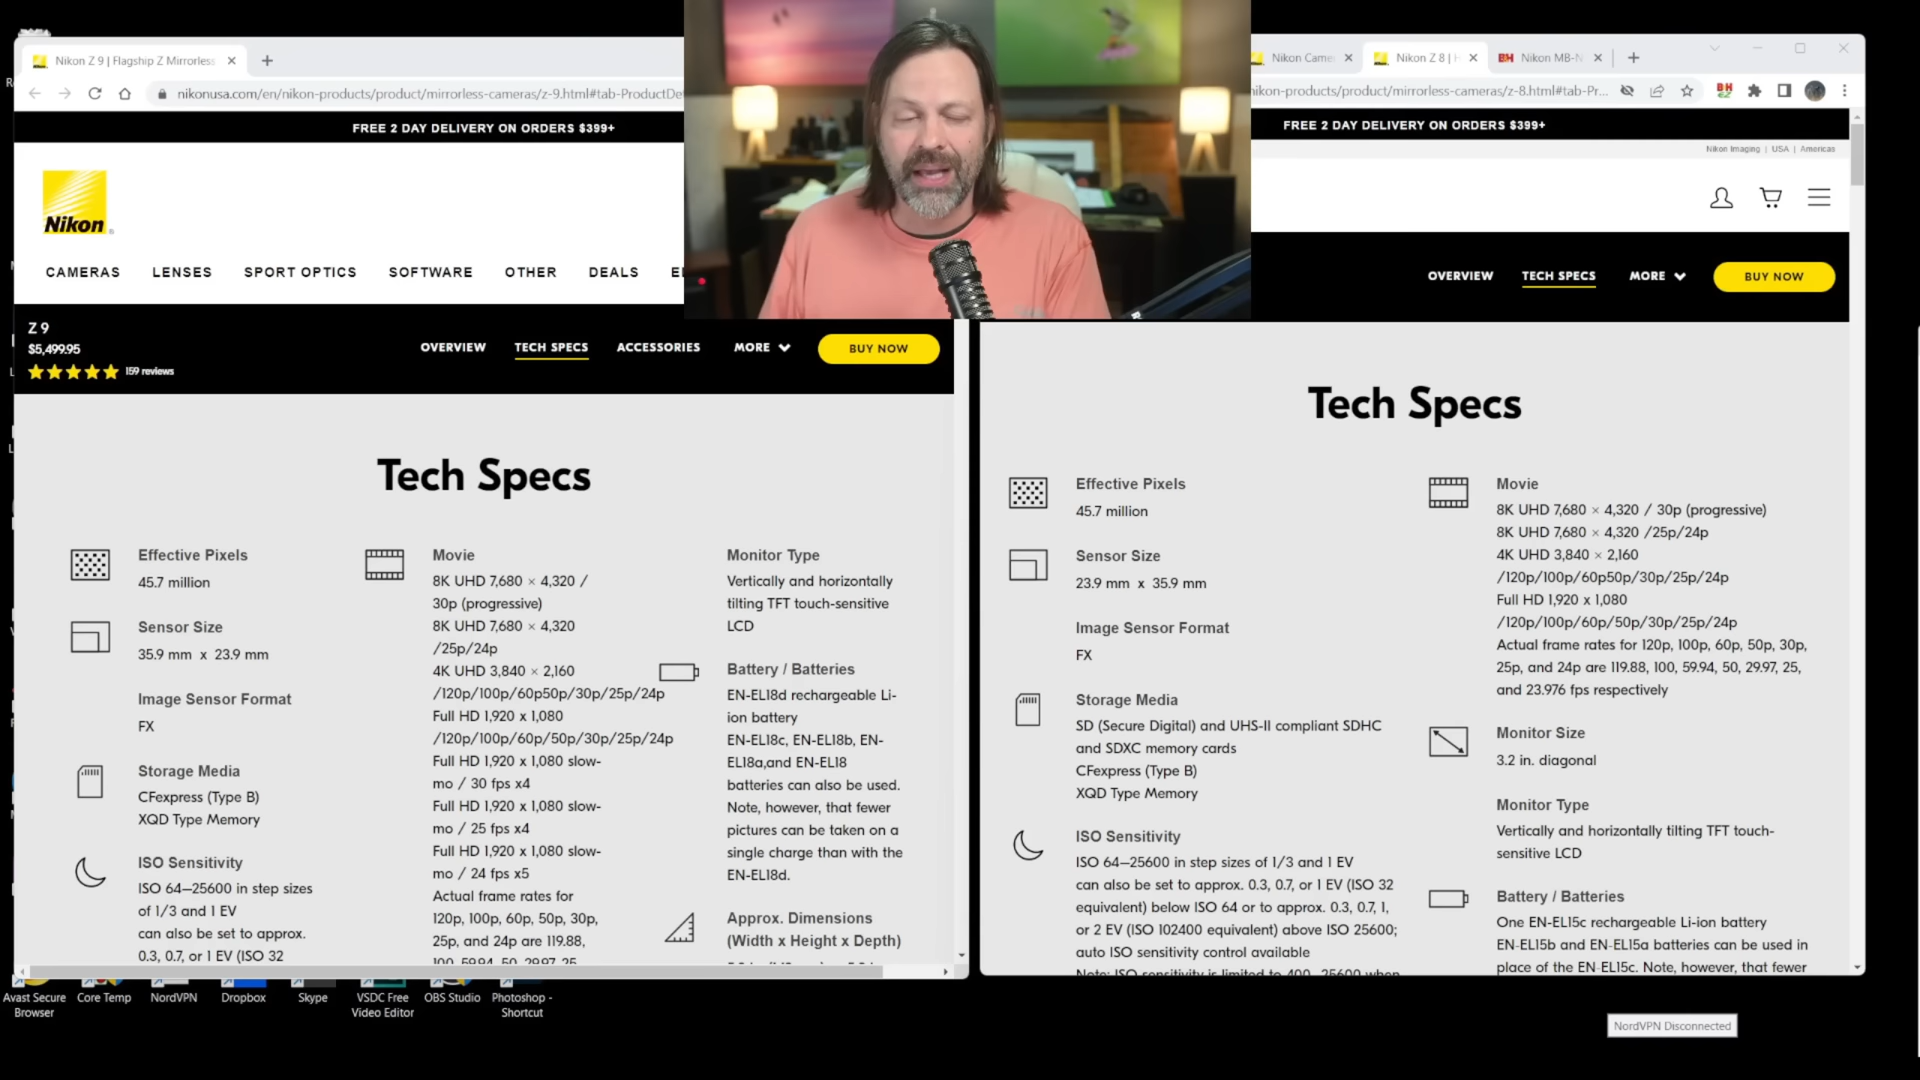 Nikon Z 9 | Flagship Z Mirrorless
nikonusa.com/en/nikon-products/product/mirrorless-cameras/z-9.html#tab-ProductDe
FREE 2 DAY DELIVERY ON ORDERS $399+
Nikon
CAMERAS LENSES SPORT OPTICS SOFTWARE OTHER DEALS
Z 9
$5,499.95
159 reviews
OVERVIEW TECH SPECS ACCESSORIES MORE BUY NOW
Tech Specs
Effective Pixels
45.7 million
Sensor Size
35.9 mm x 23.9 mm
Image Sensor Format
FX
Storage Media
CFexpress (Type B)
XQD Type Memory
ISO Sensitivity
ISO 64–25600 in step sizes
of 1/3 and 1 EV
can also be set to approx.
0.3, 0.7, or 1 EV (ISO 32
Movie
8K UHD 7,680 × 4,320 /
30p (progressive)
8K UHD 7,680 × 4,320
/25p/24p
4K UHD 3,840 × 2,160
/120p/100p/60p50p/30p/25p/24p
Full HD 1,920 x 1,080
/120p/100p/60p/50p/30p/25p/24p
Full HD 1,920 x 1,080 slow-
mo / 30 fps x4
Full HD 1,920 x 1,080 slow-
mo / 25 fps x4
Full HD 1,920 x 1,080 slow-
mo / 24 fps x5
Actual frame rates for
120p, 100p, 60p, 50p, 30p,
25p, and 24p are 119.88,
100, 59.94, 50, 29.97, 25,
Monitor Type
Vertically and horizontally
tilting TFT touch-sensitive
LCD
Battery / Batteries
EN-EL18d rechargeable Li-
ion battery
EN-EL18c, EN-EL18b, EN-
EL18a,and EN-EL18
batteries can also be used.
Note, however, that fewer
pictures can be taken on a
single charge than with the
EN-EL18d.
Approx. Dimensions
(Width x Height x Depth)
Nikon Came Nikon Z 8 | H BH Nikon MB-N
nikon-products/product/mirrorless-cameras/z-8.html#tab-Pr...
FREE 2 DAY DELIVERY ON ORDERS $399+
Nikon Imaging | USA | Americas
OVERVIEW TECH SPECS MORE BUY NOW
Tech Specs
Effective Pixels
45.7 million
Sensor Size
23.9 mm x 35.9 mm
Image Sensor Format
FX
Storage Media
SD (Secure Digital) and UHS-II compliant SDHC
and SDXC memory cards
CFexpress (Type B)
XQD Type Memory
ISO Sensitivity
ISO 64–25600 in step sizes of 1/3 and 1 EV
can also be set to approx. 0.3, 0.7, or 1 EV (ISO 32
equivalent) below ISO 64 or to approx. 0.3, 0.7, 1,
or 2 EV (ISO 102400 equivalent) above ISO 25600;
auto ISO sensitivity control available
Note: ISO sensitivity is limited to 400–25600 when
Movie
8K UHD 7,680 × 4,320 / 30p (progressive)
8K UHD 7,680 × 4,320 /25p/24p
4K UHD 3,840 × 2,160
/120p/100p/60p50p/30p/25p/24p
Full HD 1,920 x 1,080
/120p/100p/60p/50p/30p/25p/24p
Actual frame rates for 120p, 100p, 60p, 50p, 30p,
25p, and 24p are 119.88, 100, 59.94, 50, 29.97, 25,
and 23.976 fps respectively
Monitor Size
3.2 in. diagonal
Monitor Type
Vertically and horizontally tilting TFT touch-
sensitive LCD
Battery / Batteries
One EN-EL15c rechargeable Li-ion battery
EN-EL15b and EN-EL15a batteries can be used in
place of the EN-EL15c. Note, however, that fewer
Avast Secure
Browser
Core Temp
NordVPN
Dropbox
Skype
VSDC Free
Video Editor
OBS Studio
Photoshop -
Shortcut
NordVPN Disconnected